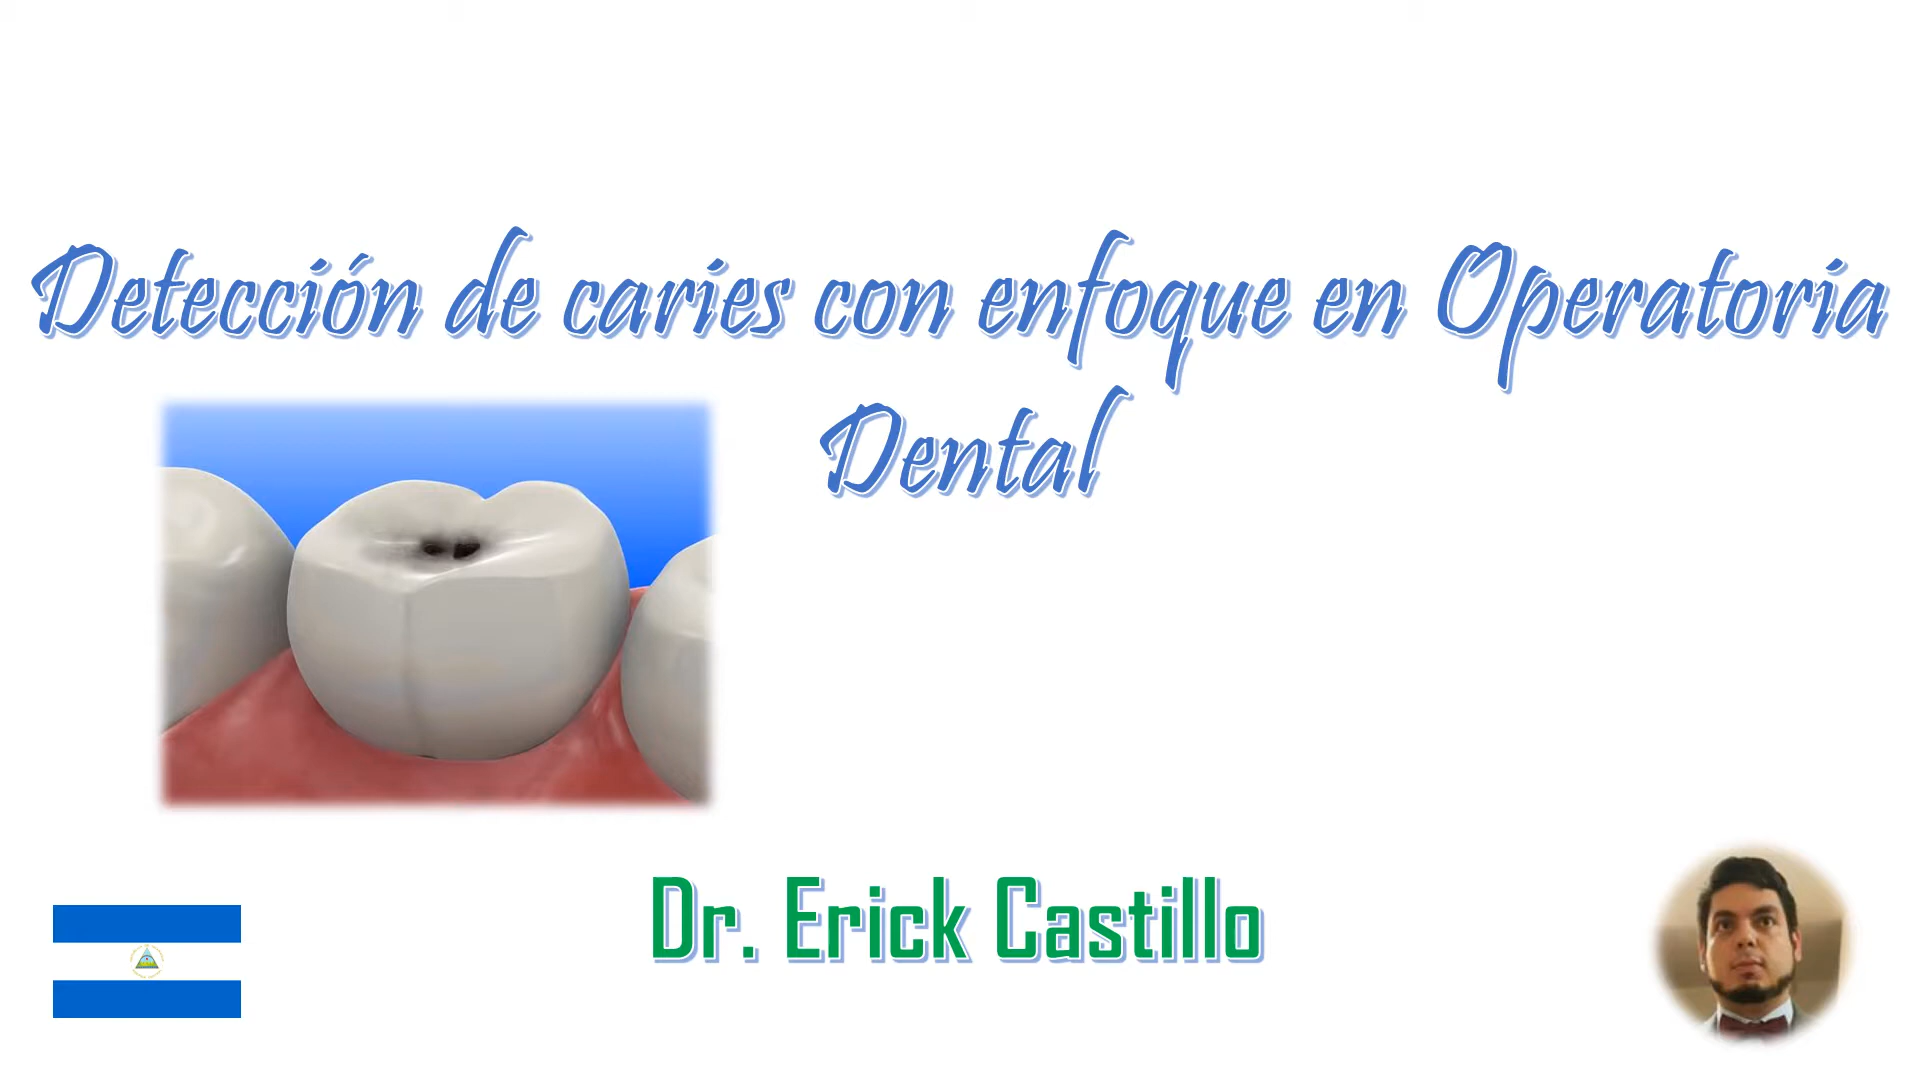 Detección de caries con enfoque en Operatoria
Dental
Dr. Erick Castillo